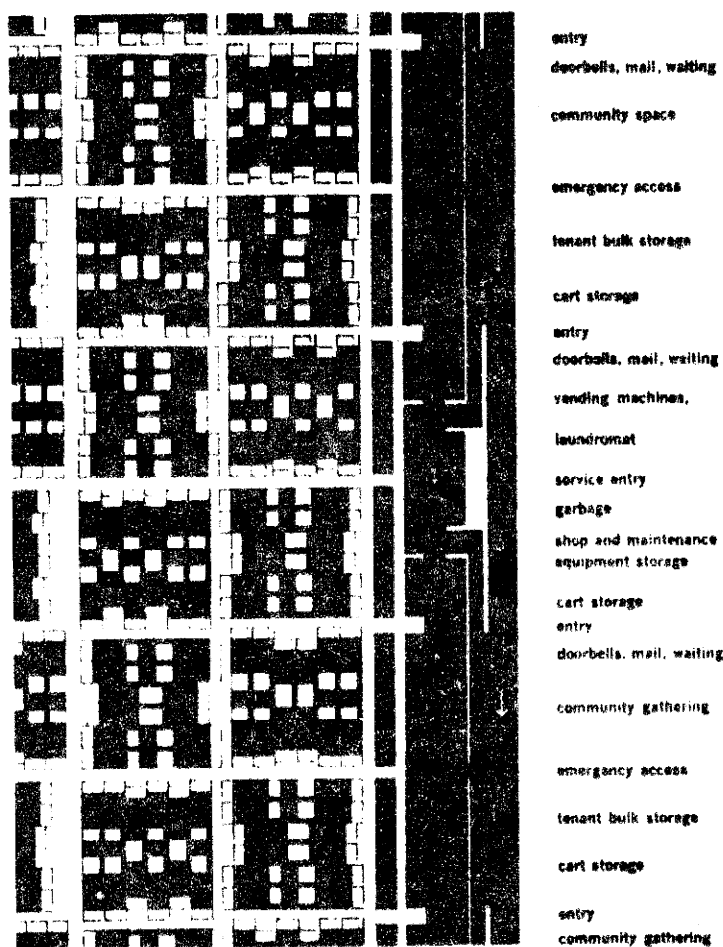 entry
doorbells, mail, waiting
community space
emergency access
tenant bulk storage
cart storage
entry
doorbells, mail, waiting
vending machines,
laundromat
service entry
garbage
shop and maintenance
equipment storage
cart storage
entry
doorbells, mail, waiting
community gathering
emergency access
tenant bulk storage
cart storage
entry
community gathering